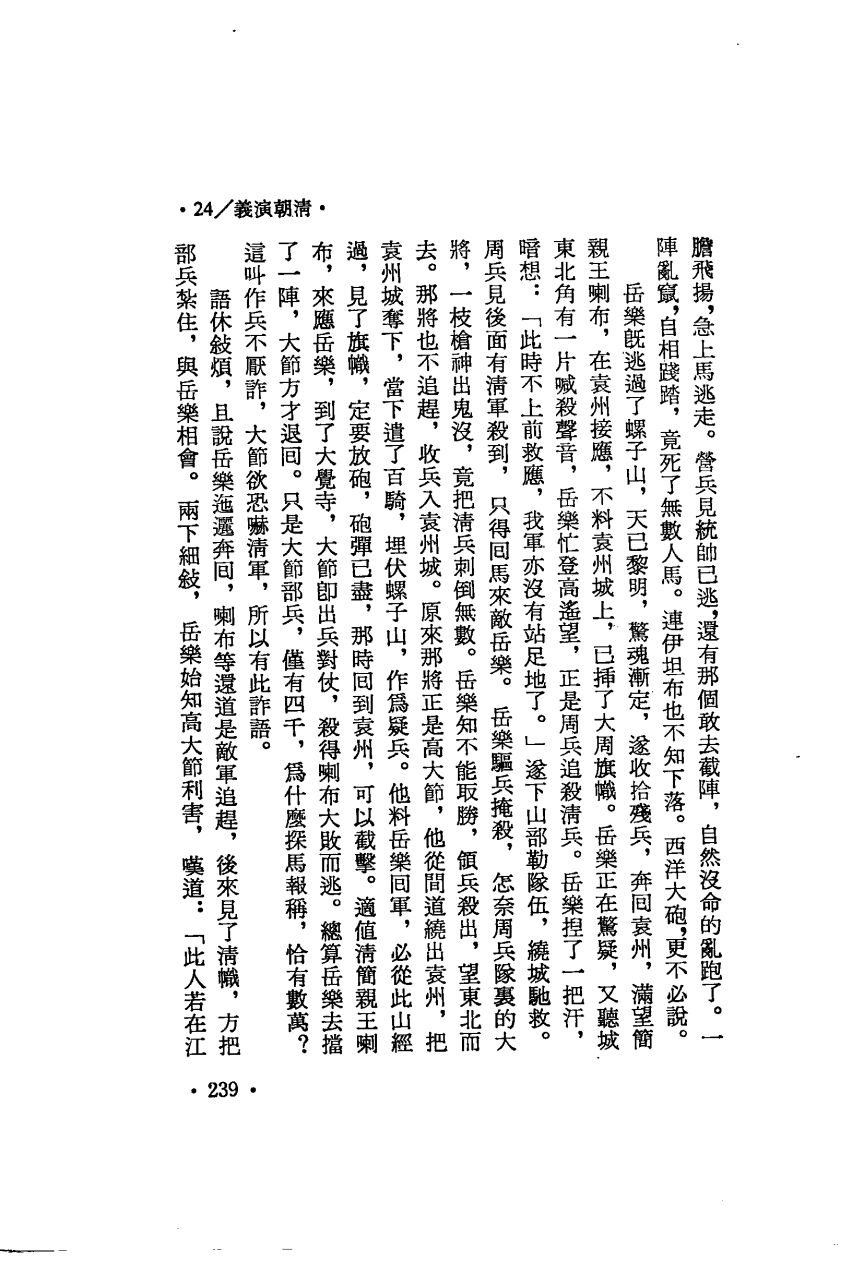 ・清朝演義／24・
膽飛揚，急上馬逃走。營兵見統帥已逃，還有那個敢去截陣，自然沒命的亂跑了。一
陣亂竄，自相踐踏，竟死了無數人馬。連伊坦布也不知下落。西洋大砲，更不必說。
岳樂既逃過了螺子山，天已黎明，驚魂漸定，遂收拾殘兵，奔回袁州，滿望簡
親王喇布，在袁州接應，不料袁州城上，已挿了大周旗幟。岳樂正在驚疑，又聽城
東北角有一片喊殺聲音，岳樂忙登高遙望，正是周兵追殺淸兵。岳樂捏了一把汗，
暗想：「此時不上前救應，我軍亦沒有站足地了。」遂下山部勒隊伍，繞城馳救。
周兵見後面有淸軍殺到，只得回馬來敵岳樂。岳樂驅兵掩殺，怎奈周兵隊裏的大
將，一枝槍神出鬼沒，竟把淸兵刺倒無數。岳樂知不能取勝，領兵殺出，望東北而
去。那將也不追趕，收兵入袁州城。原來那將正是高大節，他從間道繞出袁州，把
袁州城奪下，當下遣了百騎，埋伏螺子山，作爲疑兵。他料岳樂回軍，必從此山經
過，見了旗幟，定要放砲，砲彈已盡，那時回到袁州，可以截擊。適值淸簡親王喇
布，來應岳樂，到了大覺寺，大節卽出兵對仗，殺得喇布大敗而逃。總算岳樂去擋
了一陣，大節方才退回。只是大節部兵，僅有四千，爲什麼探馬報稱，恰有數萬？
這叫作兵不厭詐，大節欲恐嚇淸軍，所以有此詐語。
語休敍煩，且說岳樂迤邐奔回，喇布等還道是敵軍追趕，後來見了淸幟，方把
部兵紮住，與岳樂相會。兩下細敍，岳樂始知高大節利害，嘆道：「此人若在江
・239・